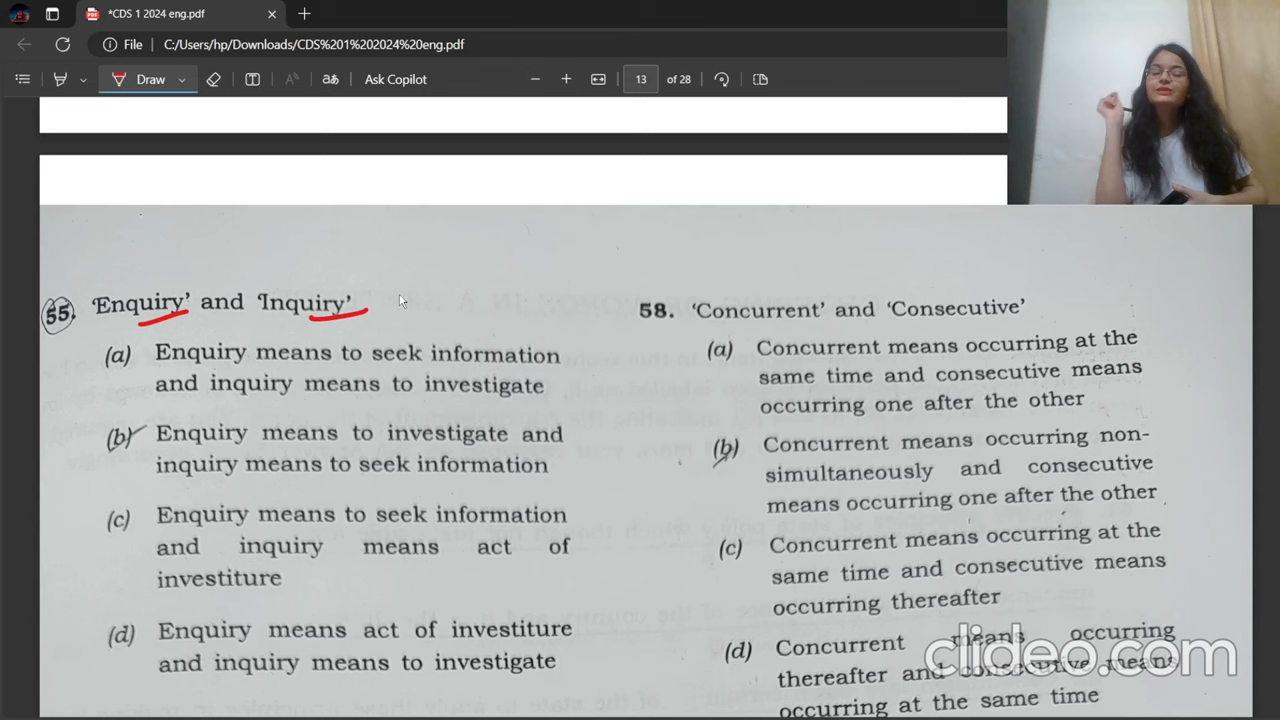 *CDS 1 2024 eng.pdf
File C:/Users/hp/Downloads/CDS%201%202024%20eng.pdf
Draw Ask Copilot 13 of 28
55. ‘Enquiry’ and ‘Inquiry’
(a) Enquiry means to seek information
and inquiry means to investigate
(b) Enquiry means to investigate and
inquiry means to seek information
(c) Enquiry means to seek information
and inquiry means act of
investiture
(d) Enquiry means act of investiture
and inquiry means to investigate
58. ‘Concurrent’ and ‘Consecutive’
(a) Concurrent means occurring at the
same time and consecutive means
occurring one after the other
(b) Concurrent means occurring non-
simultaneously and consecutive
means occurring one after the other
(c) Concurrent means occurring at the
same time and consecutive means
occurring thereafter
(d) Concurrent means occurring
thereafter and consecutive means
occurring at the same time
clideo.com